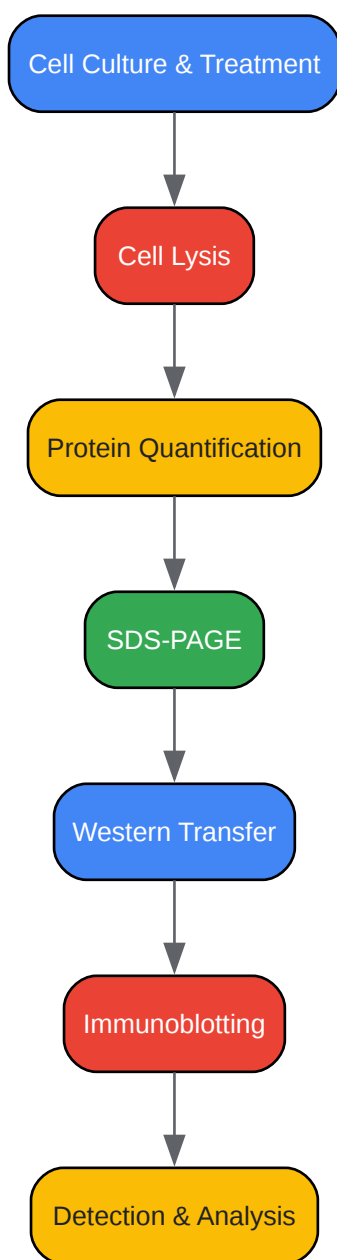 Cell Culture & Treatment
Cell Lysis
Protein Quantification
SDS-PAGE
Western Transfer
Immunoblotting
Detection & Analysis